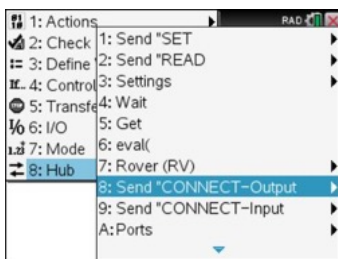 1: Actions
RAD
2: Check
3: Define
4: Control
5: Transfe
6: I/O
7: Mode
8: Hub
1: Send "SET
2: Send "READ
3: Settings
4: Wait
5: Get
6: eval(
7: Rover (RV)
8: Send "CONNECT-Output
9: Send "CONNECT-Input
A: Ports